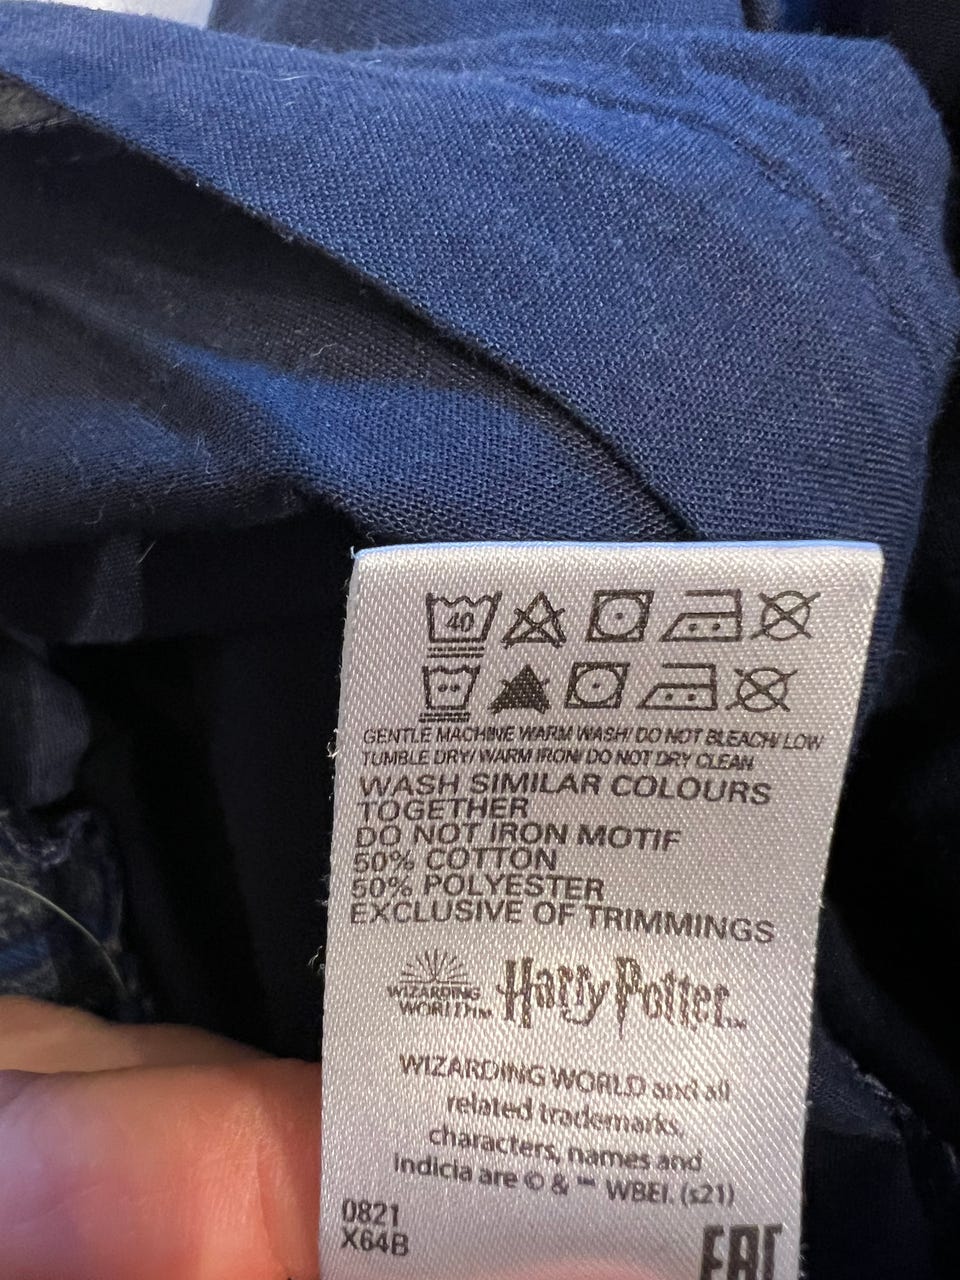 40
GENTLE MACHINE WARM WASH/ DO NOT BLEACH/ LOW
TUMBLE DRY/ WARM IRON/ DO NOT DRY CLEAN
WASH SIMILAR COLOURS
TOGETHER
DO NOT IRON MOTIF
50% COTTON
50% POLYESTER
EXCLUSIVE OF TRIMMINGS
WIZARDING
WORLD™
Harry Potter™
WIZARDING WORLD and all
related trademarks,
characters, names and
indicia are © & ™ WBEI. (s21)
0821
X64B
EAC